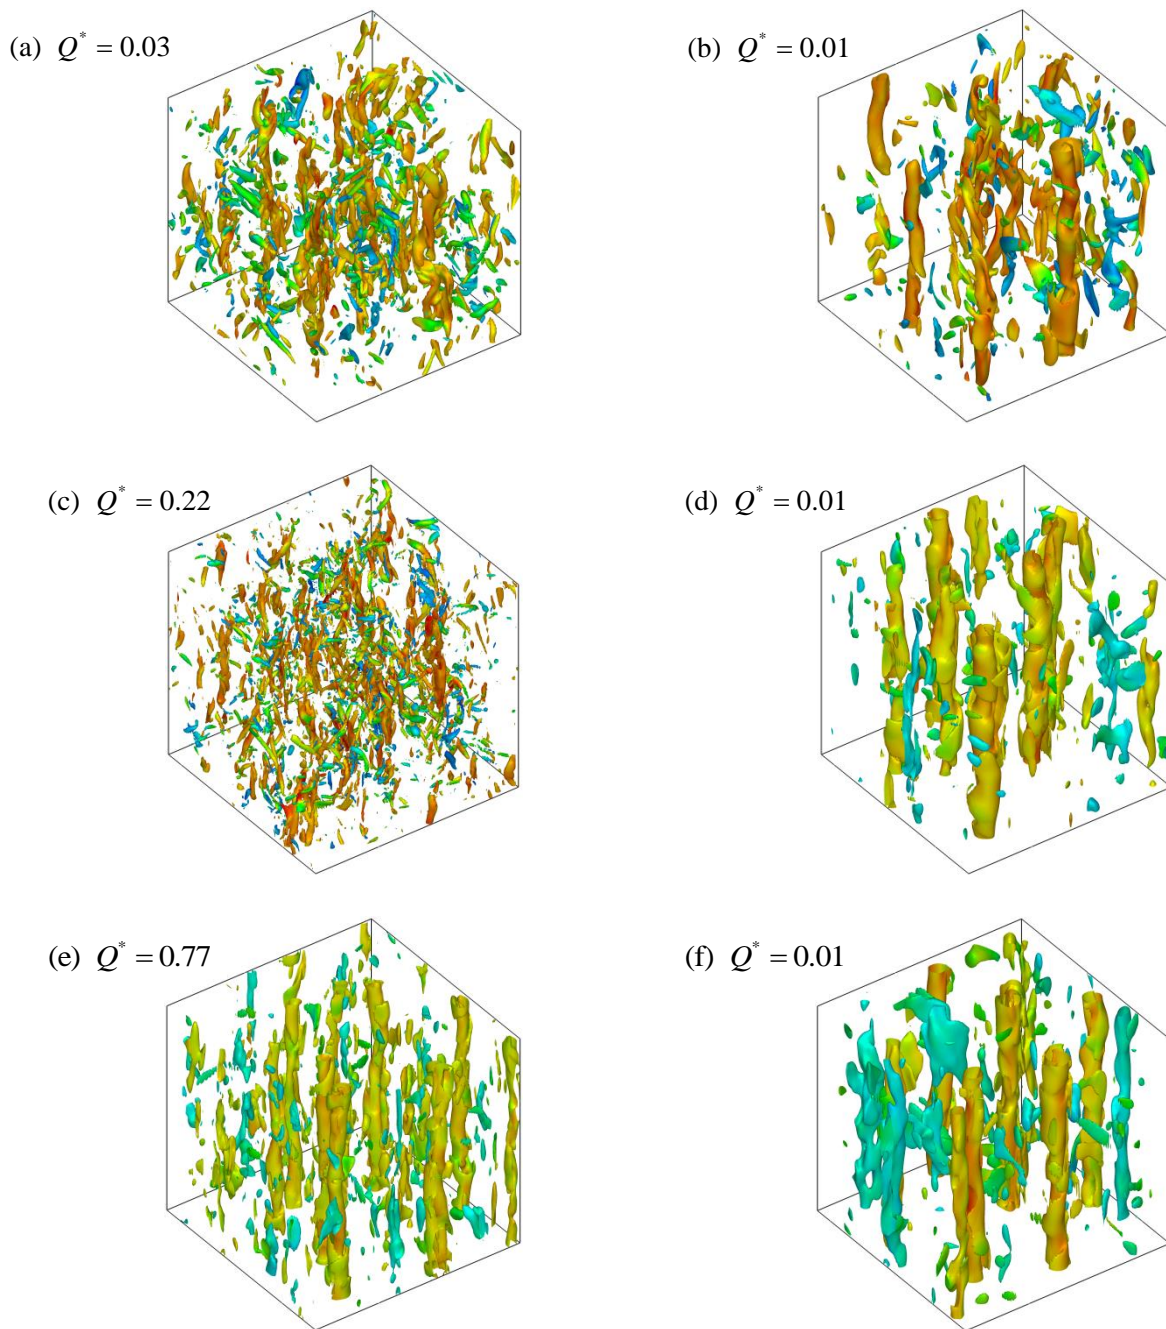 (a) Q* = 0.03
(b) Q* = 0.01
(c) Q* = 0.22
(d) Q* = 0.01
(e) Q* = 0.77
(f) Q* = 0.01